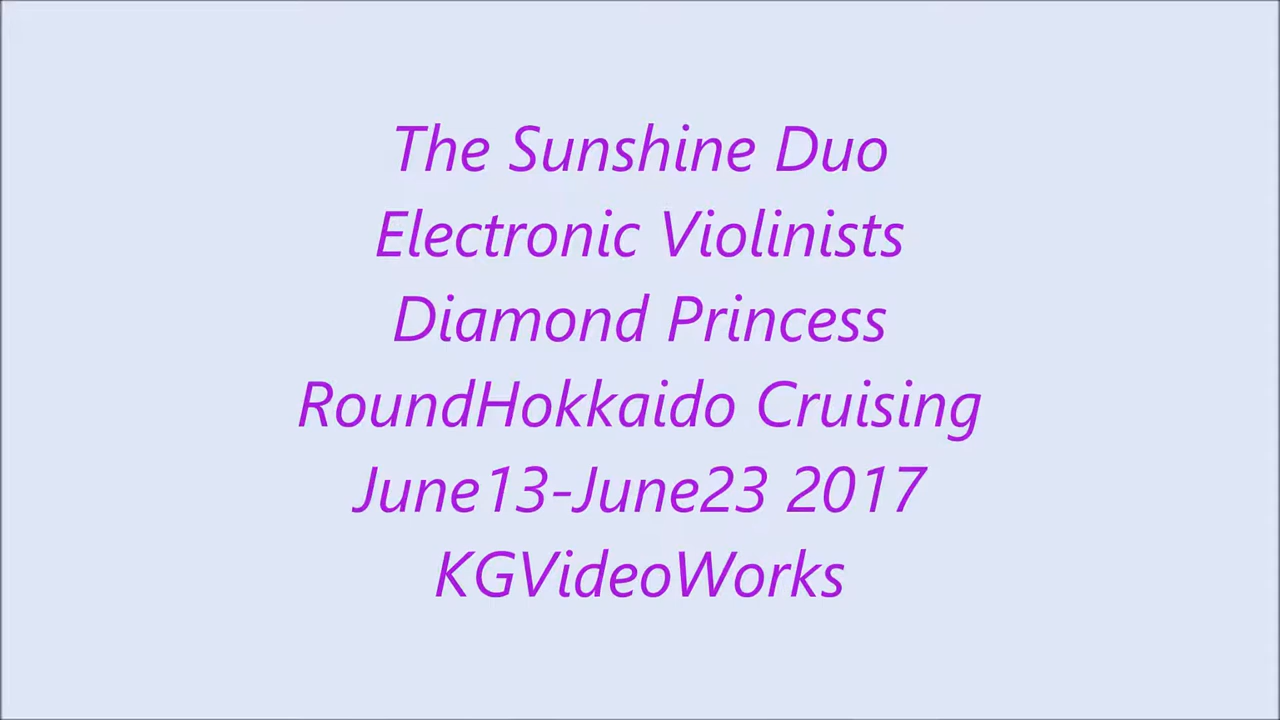 The Sunshine Duo
Electronic Violinists
Diamond Princess
RoundHokkaido Cruising
June13-June23 2017
KGVideoWorks